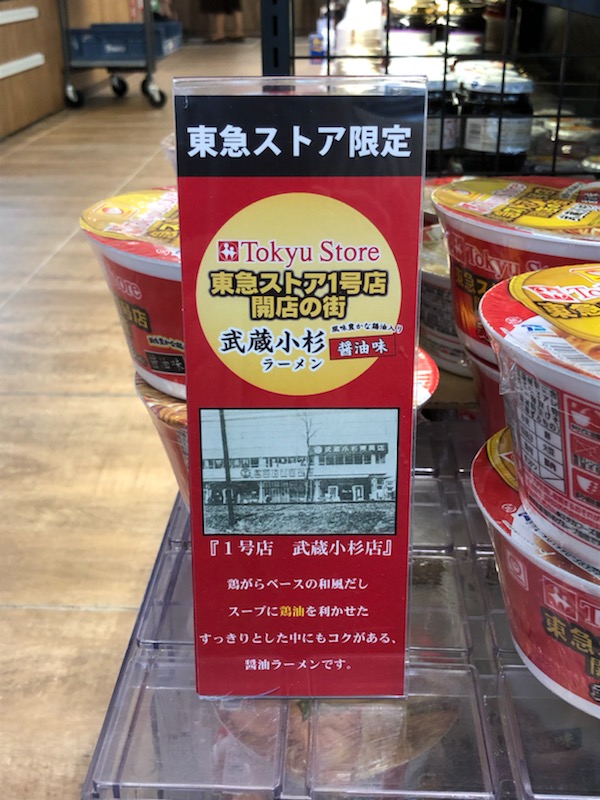 東急ストア限定
Tokyu Store
東急ストア1号店
開店の街
風味豊かな鶏油入り
武蔵小杉
ラーメン
醤油味
『1号店　武蔵小杉店』
鶏がらベースの和風だし
スープに鶏油を利かせた
すっきりとした中にもコクがある、
醤油ラーメンです。
Tokyu Store